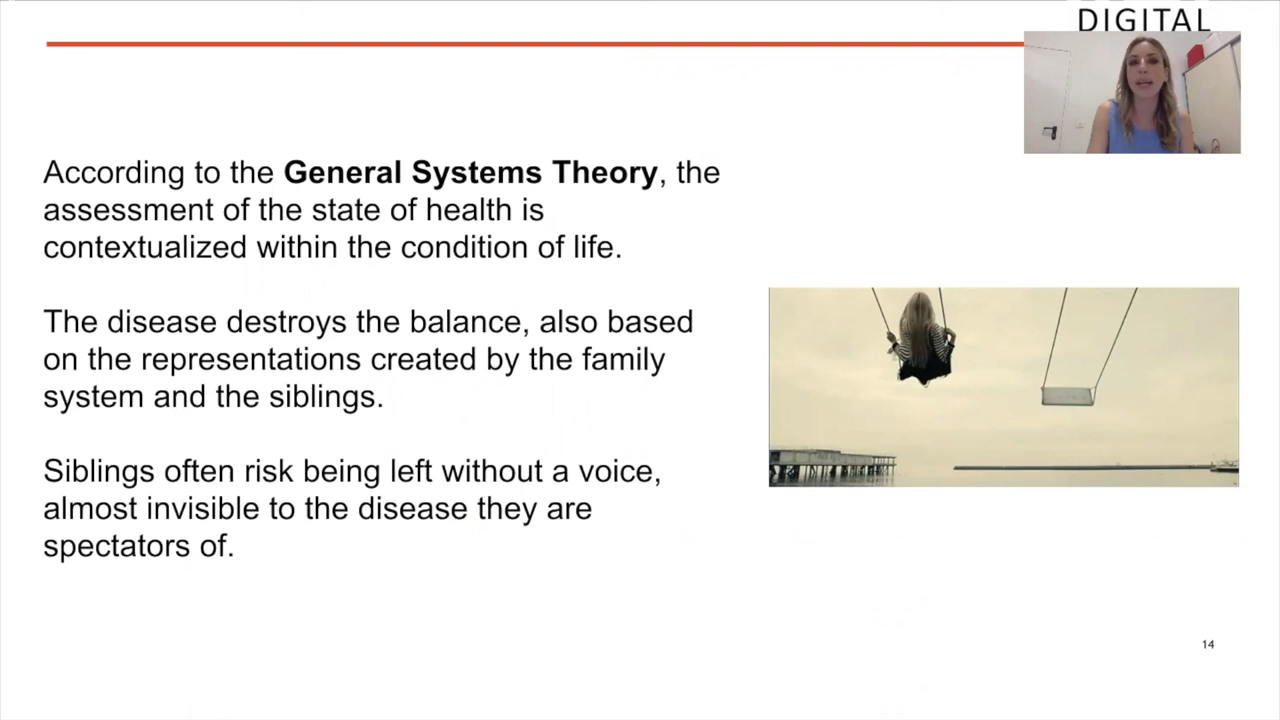 DIGITAL
According to the General Systems Theory, the
assessment of the state of health is
contextualized within the condition of life.
The disease destroys the balance, also based
on the representations created by the family
system and the siblings.
Siblings often risk being left without a voice,
almost invisible to the disease they are
spectators of.
14